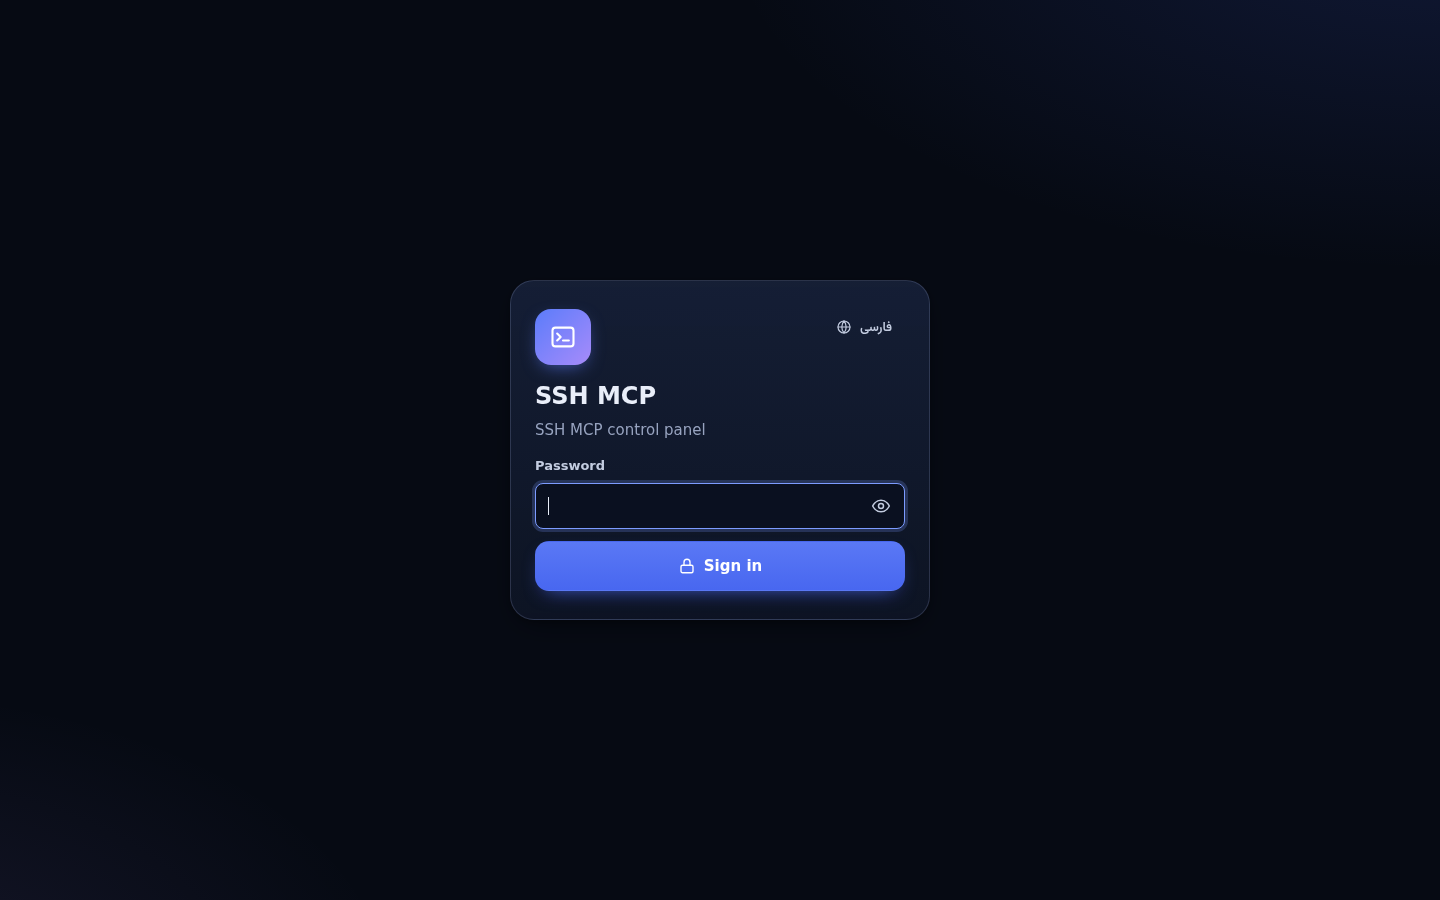 فارسی
SSH MCP
SSH MCP control panel
Password
Sign in